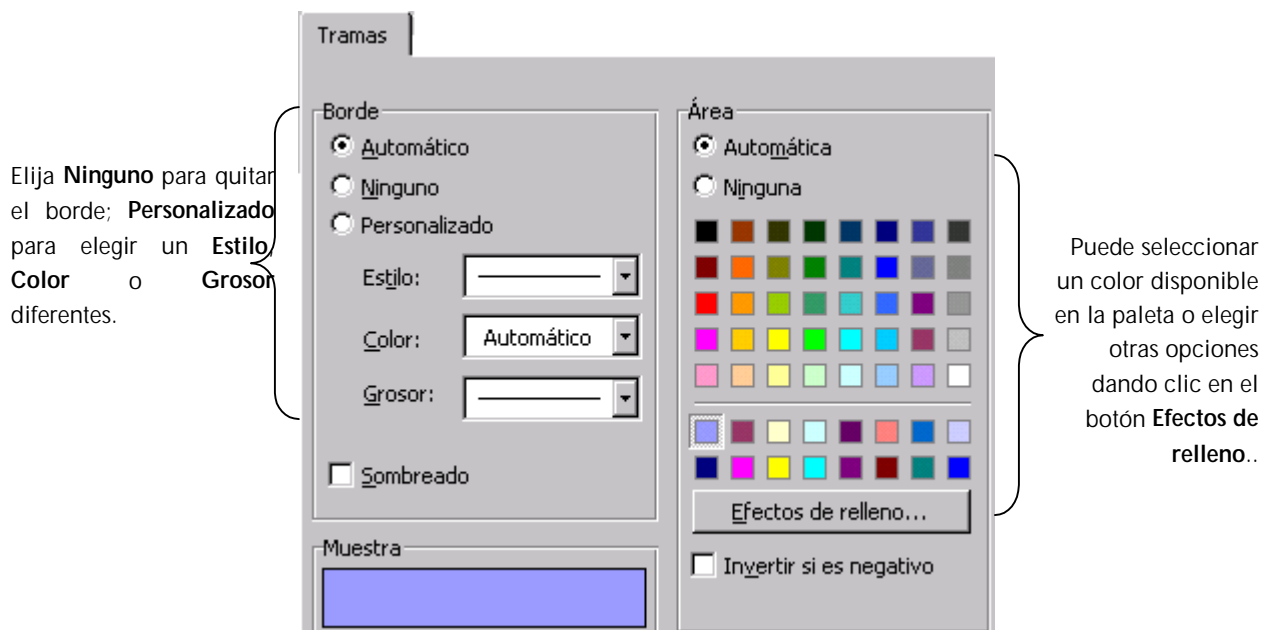 Tramas
Elija Ninguno para quitar
el borde; Personalizado
para elegir un Estilo,
Color o Grosor
diferentes.
Borde
Automático
Ninguno
Personalizado
Estilo:
Color: Automático
Grosor:
Sombreado
Muestra
Área
Automática
Ninguna
Efectos de relleno...
Invertir si es negativo
Puede seleccionar
un color disponible
en la paleta o elegir
otras opciones
dando clic en el
botón Efectos de
relleno..